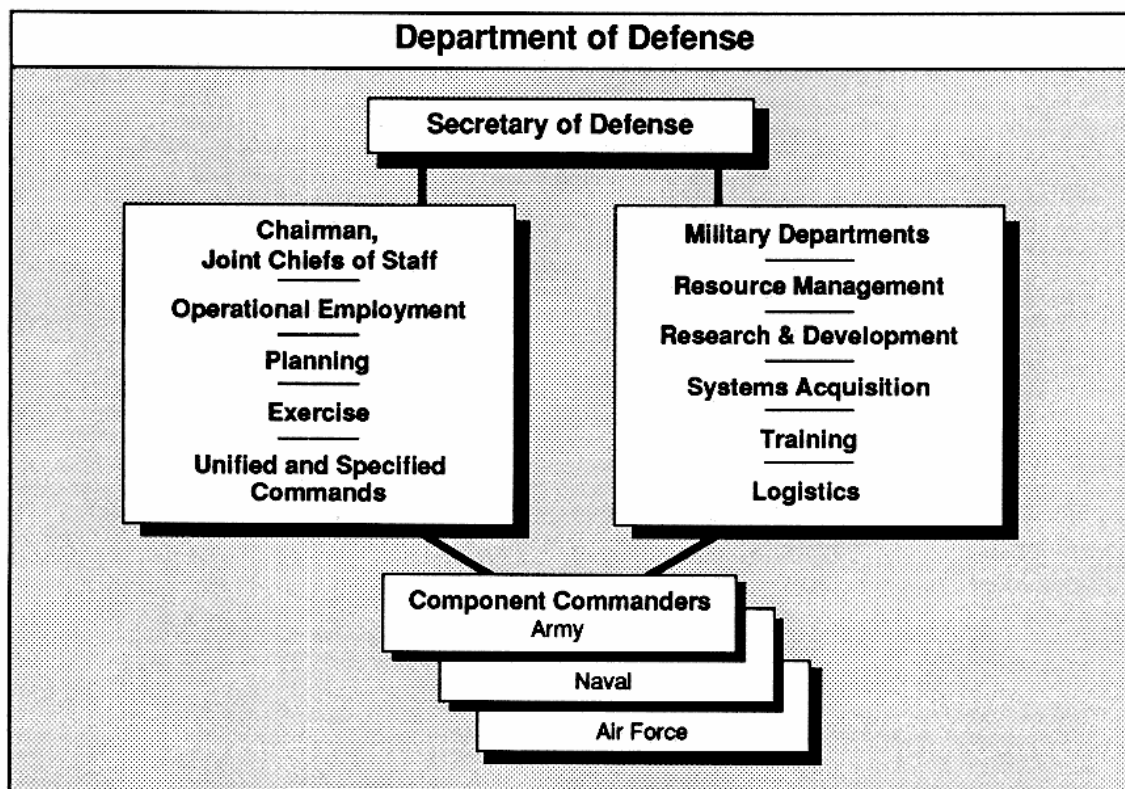 Department of Defense
Secretary of Defense
Chairman,
Joint Chiefs of Staff
Operational Employment
Planning
Exercise
Unified and Specified
Commands
Military Departments
Resource Management
Research & Development
Systems Acquisition
Training
Logistics
Component Commanders
Army
Naval
Air Force